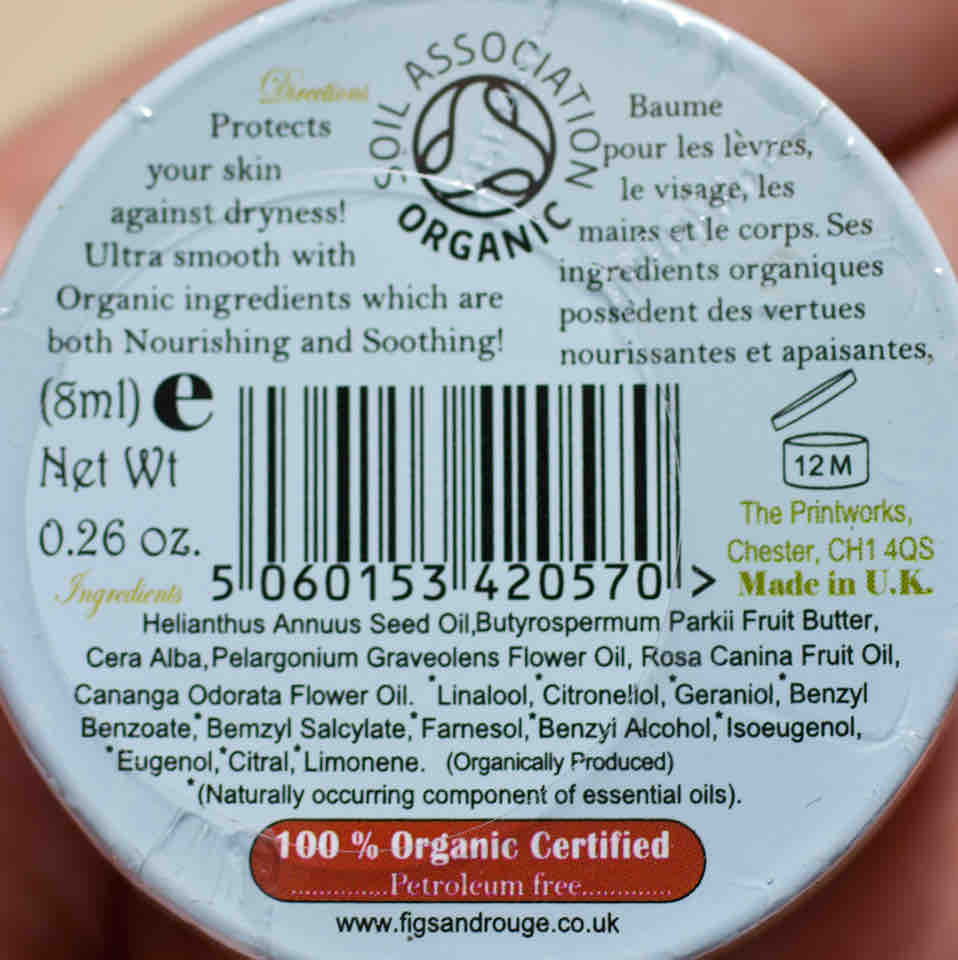 Directions
Protects
your skin
against dryness!
Ultra smooth with
Organic ingredients which are
both Nourishing and Soothing!
SOIL ASSOCIATION
ORGANIC
Baume
pour les lèvres,
le visage, les
mains et le corps. Ses
ingredients organiques
possèdent des vertues
nourissantes et apaisantes,
(8ml) e
Net Wt
0.26 oz.
5 060153 420570 >
12M
The Printworks,
Chester, CH1 4QS
Made in U.K.
Ingredients
Helianthus Annuus Seed Oil,Butyrospermum Parkii Fruit Butter,
Cera Alba,Pelargonium Graveolens Flower Oil, Rosa Canina Fruit Oil,
Cananga Odorata Flower Oil. *Linalool,*Citronellol,*Geraniol,*Benzyl
Benzoate,*Bemzyl Salcylate,*Farnesol,*Benzyl Alcohol,*Isoeugenol,
*Eugenol,*Citral,*Limonene. (Organically Produced)
*(Naturally occurring component of essential oils).
100 % Organic Certified
..............Petroleum free.............
www.figsandrouge.co.uk